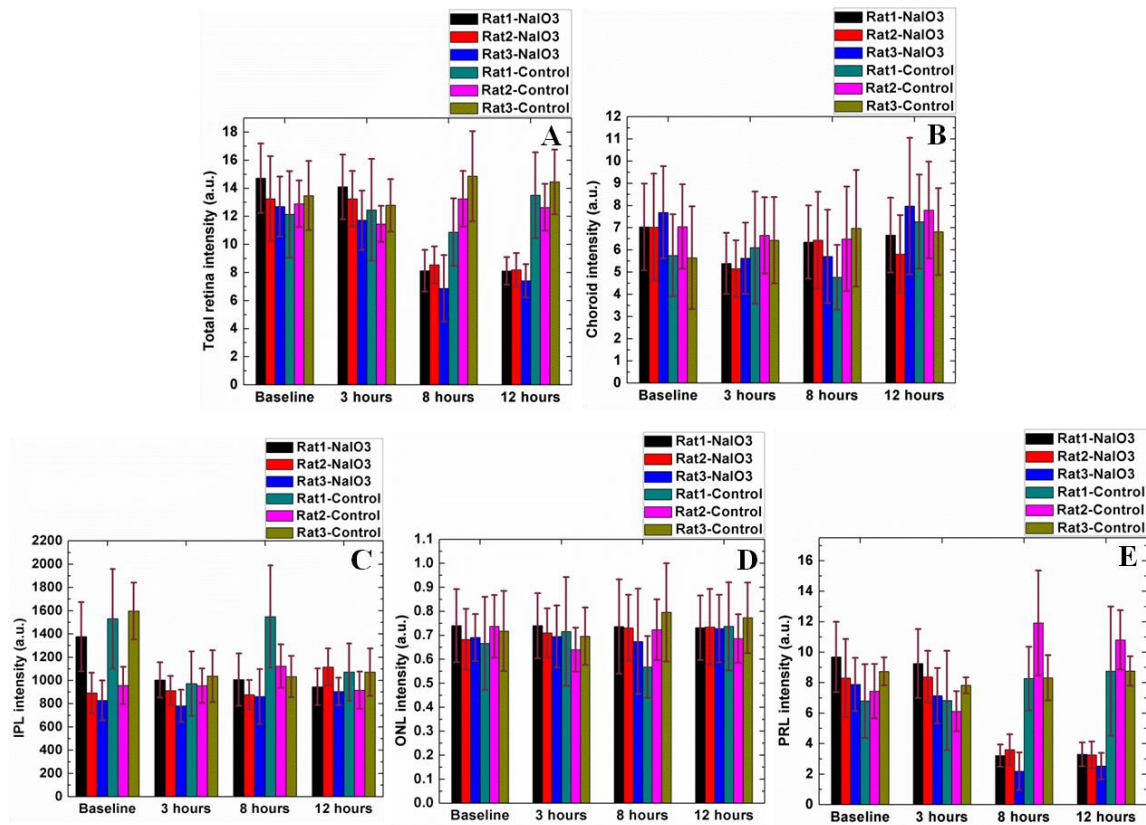 Rat1-NaIO3
Rat2-NaIO3
Rat3-NaIO3
Rat1-Control
Rat2-Control
Rat3-Control
A
Total retina intensity (a.u.)
18
16
14
12
10
8
6
4
2
0
Baseline 3 hours 8 hours 12 hours
Rat1-NaIO3
Rat2-NaIO3
Rat3-NaIO3
Rat1-Control
Rat2-Control
Rat3-Control
B
Choroid intensity (a.u.)
12
11
10
9
8
7
6
5
4
3
2
1
0
Baseline 3 hours 8 hours 12 hours
Rat1-NaIO3
Rat2-NaIO3
Rat3-NaIO3
Rat1-Control
Rat2-Control
Rat3-Control
C
IPL intensity (a.u.)
2200
2000
1800
1600
1400
1200
1000
800
600
400
200
000
Baseline 3 hours 8 hours 12 hours
Rat1-NaIO3
Rat2-NaIO3
Rat3-NaIO3
Rat1-Control
Rat2-Control
Rat3-Control
D
ONL intensity (a.u.)
1.1
1.0
0.9
0.8
0.7
0.6
0.5
0.4
0.3
0.2
0.1
0.0
Baseline 3 hours 8 hours 12 hours
Rat1-NaIO3
Rat2-NaIO3
Rat3-NaIO3
Rat1-Control
Rat2-Control
Rat3-Control
E
PRL intensity (a.u.)
16
14
12
10
8
6
4
2
0
Baseline 3 hours 8 hours 12 hours